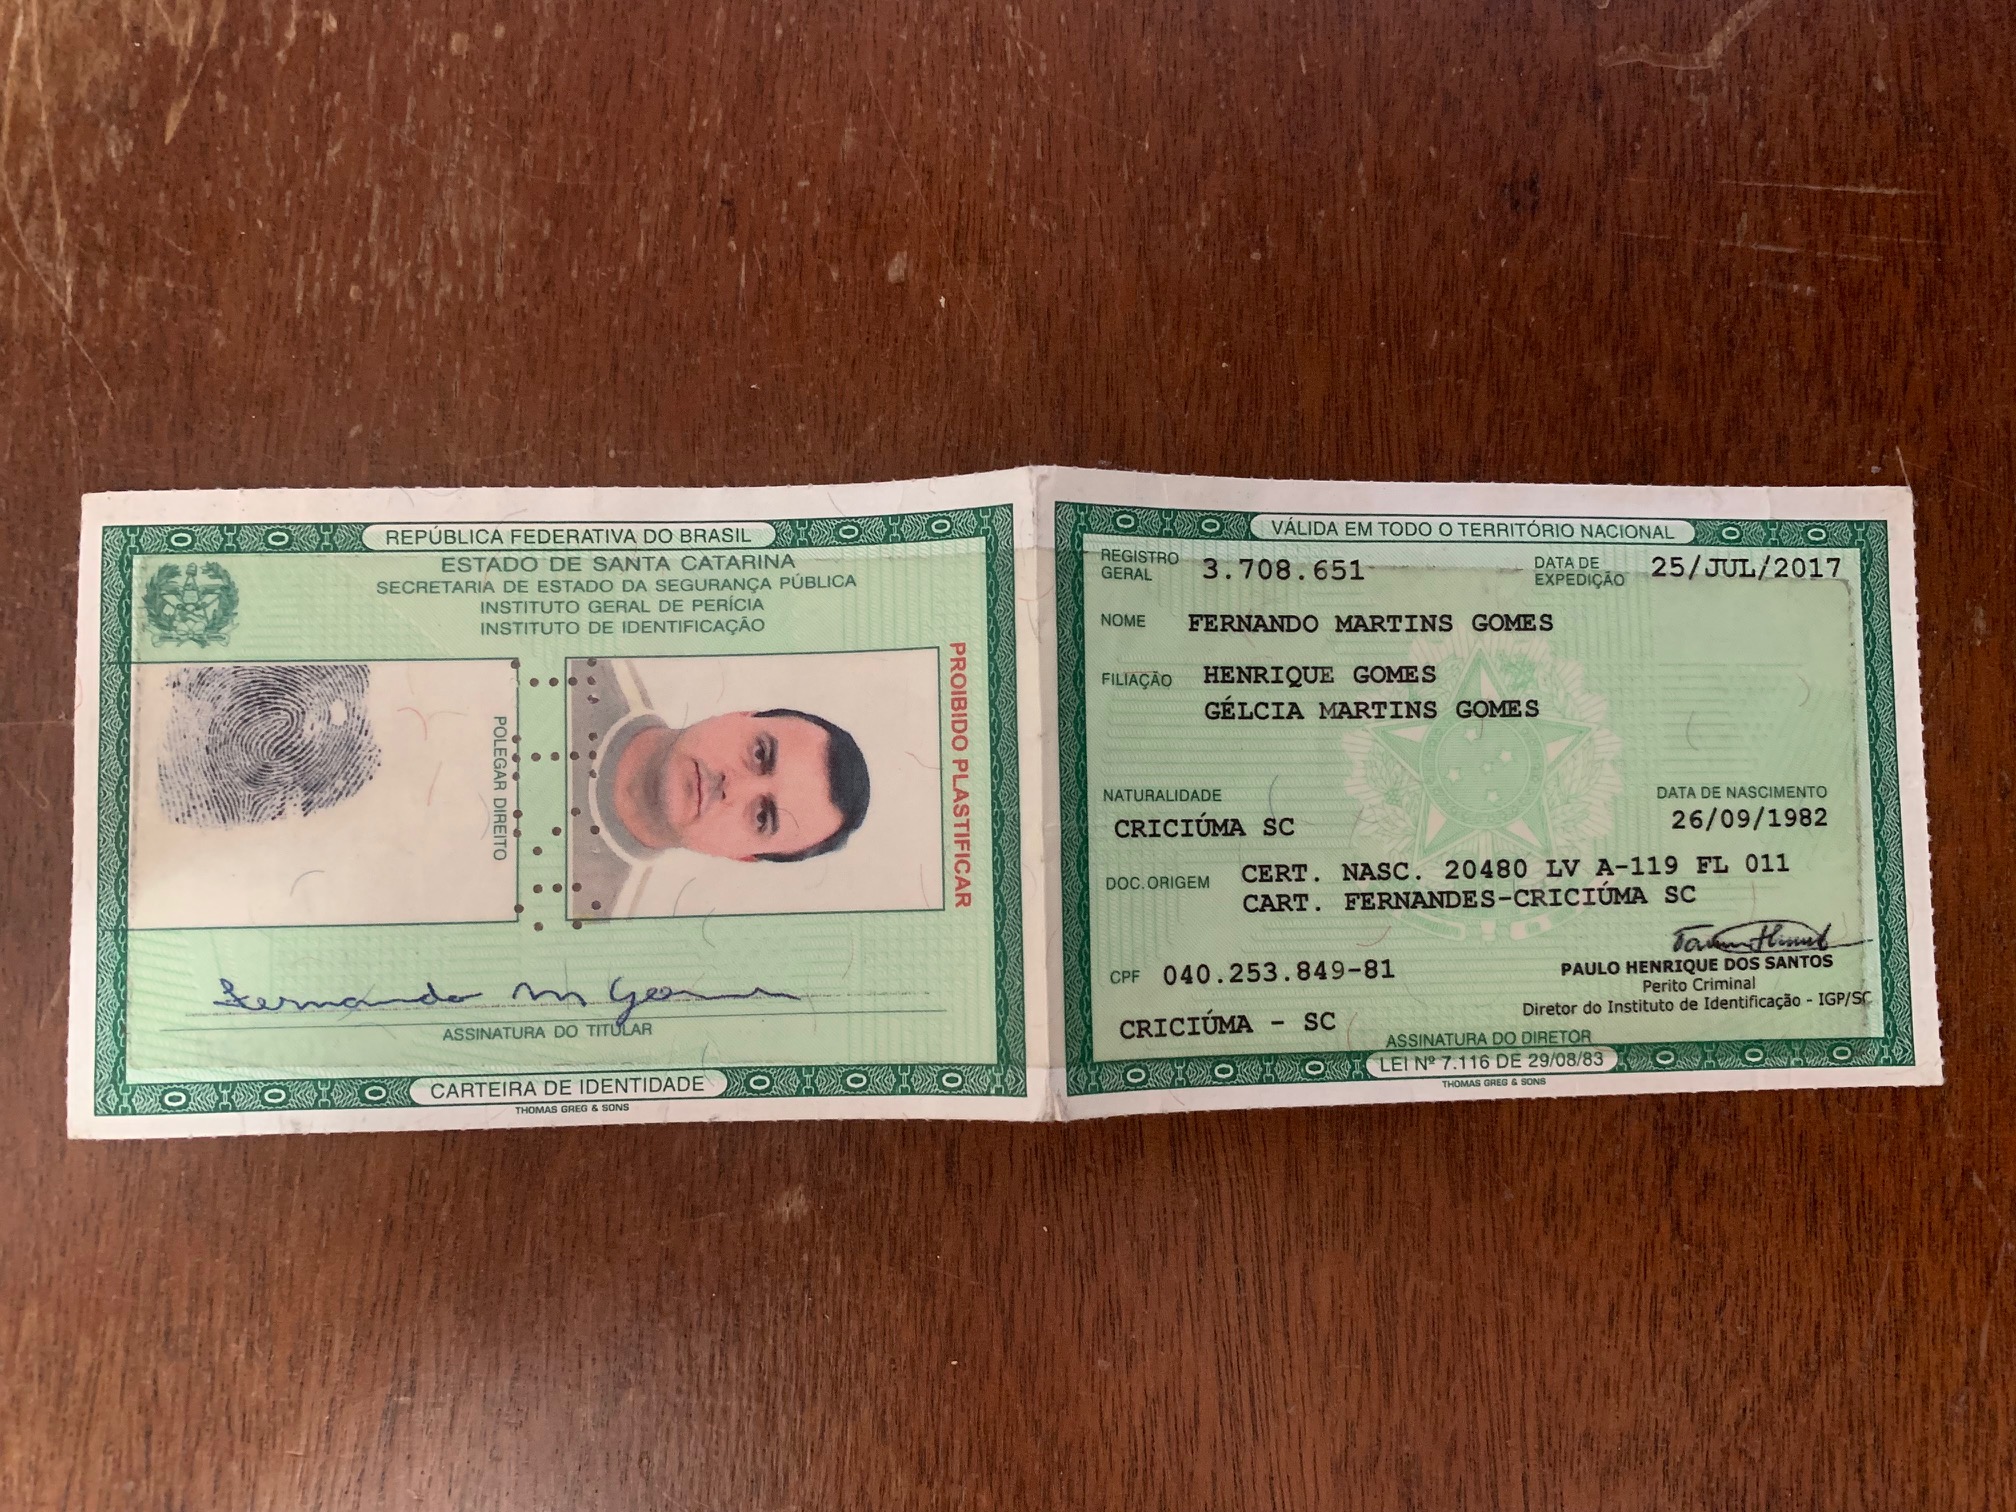 REPÚBLICA FEDERATIVA DO BRASIL
ESTADO DE SANTA CATARINA
SECRETARIA DE ESTADO DA SEGURANÇA PÚBLICA
INSTITUTO GERAL DE PERÍCIA
INSTITUTO DE IDENTIFICAÇÃO
POLEGAR DIREITO
PROIBIDO PLASTIFICAR
Fernando M Gomes
ASSINATURA DO TITULAR
CARTEIRA DE IDENTIDADE
THOMAS GREG & SONS
VÁLIDA EM TODO O TERRITÓRIO NACIONAL
REGISTRO GERAL 3.708.651 DATA DE EXPEDIÇÃO 25/JUL/2017
NOME FERNANDO MARTINS GOMES
FILIAÇÃO HENRIQUE GOMES
GÉLCIA MARTINS GOMES
NATURALIDADE DATA DE NASCIMENTO
CRICIÚMA SC 26/09/1982
DOC. ORIGEM CERT. NASC. 20480 LV A-119 FL 011
CART. FERNANDES-CRICIÚMA SC
CPF 040.253.849-81
PAULO HENRIQUE DOS SANTOS
Perito Criminal
CRICIÚMA - SC
Diretor do Instituto de Identificação - IGP/SC
ASSINATURA DO DIRETOR
LEI Nº 7.116 DE 29/08/83
THOMAS GREG & SONS